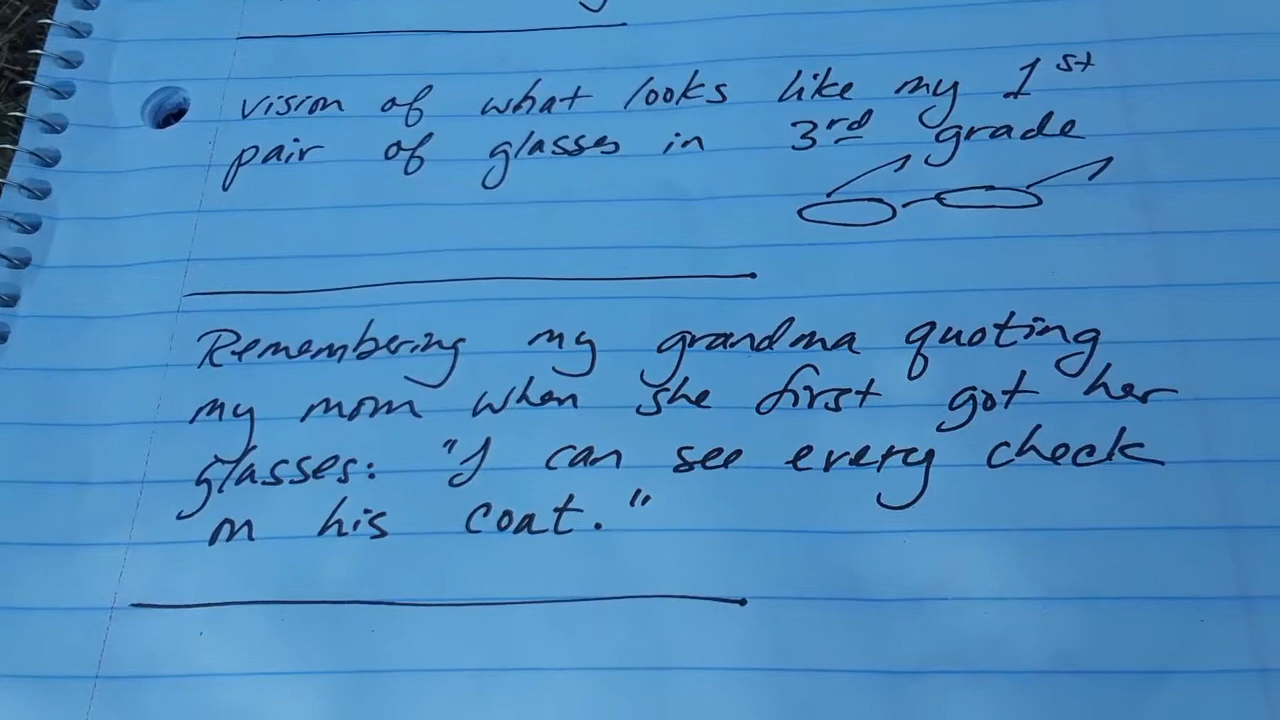 vision of what looks like my 1st
pair of glasses in 3rd grade
Remembering my grandma quoting
my mom when she first got her
glasses: "I can see every check
on his coat."